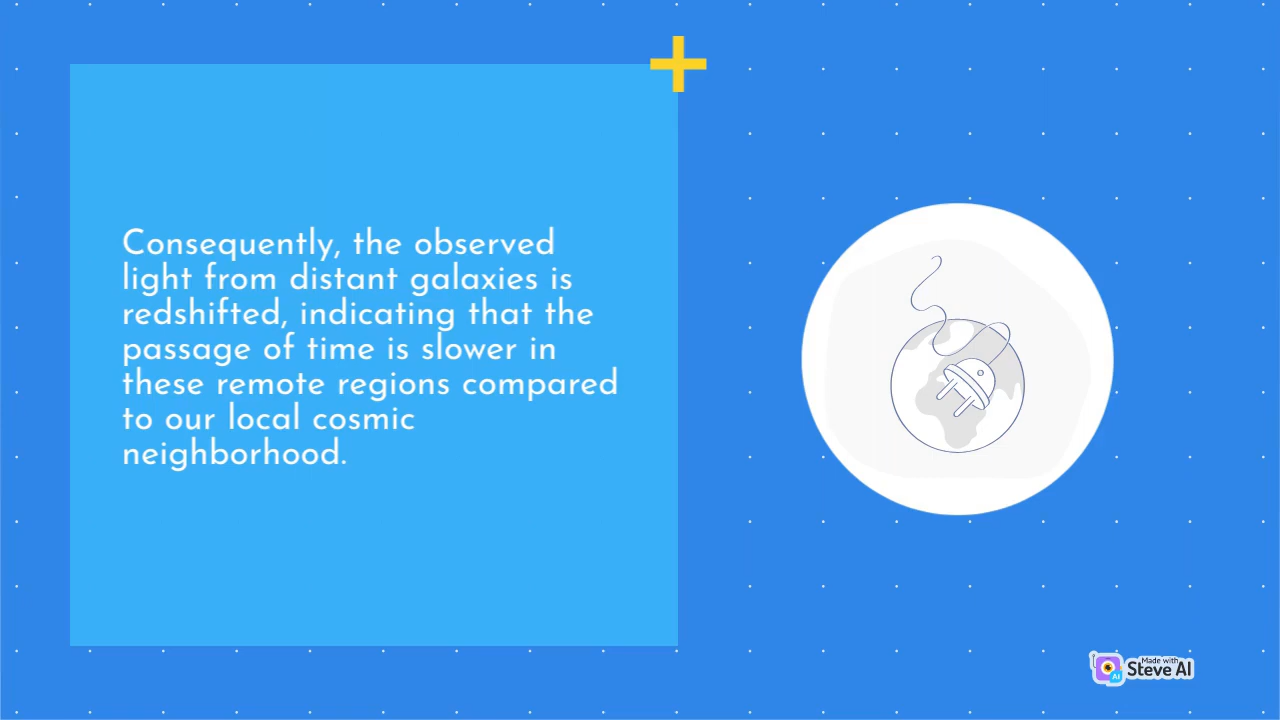 Consequently, the observed
light from distant galaxies is
redshifted, indicating that the
passage of time is slower in
these remote regions compared
to our local cosmic
neighborhood.
Made with
Steve AI
AI